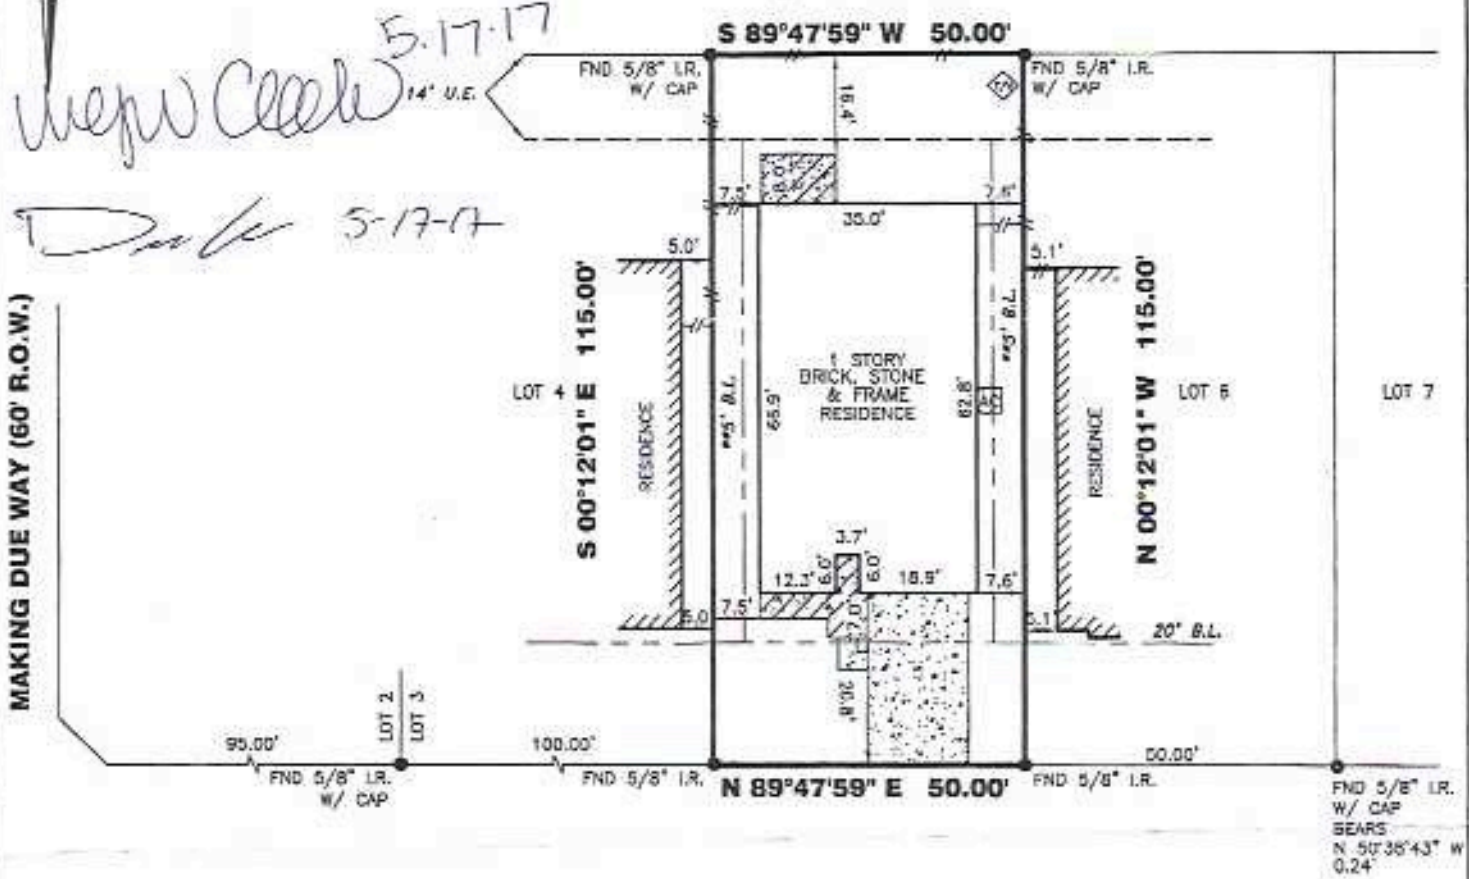 5-17-17
S 89°47'59" W 50.00'
FND 5/8" I.R.
W/ CAP
FND 5/8" I.R.
W/ CAP
14' U.E.
16.4'
8.0'
5-17-17
7.5'
7.6'
35.0'
5.0'
5.1'
MAKING DUE WAY (60' R.O.W.)
S 00°12'01" E 115.00'
N 00°12'01" W 115.00'
LOT 4
RESIDENCE
**5' B.L.
66.9'
1 STORY
BRICK, STONE
& FRAME
RESIDENCE
62.8'
A/C
**5' B.L.
RESIDENCE
LOT 6
LOT 7
3.7'
12.3'
6.0'
6.0'
18.9'
7.6'
5.0'
7.5'
7.0'
5.1'
20' B.L.
20.8'
LOT 2
LOT 3
95.00'
100.00'
50.00'
FND 5/8" I.R.
W/ CAP
FND 5/8" I.R.
N 89°47'59" E 50.00'
FND 5/8" I.R.
FND 5/8" I.R.
W/ CAP
BEARS
N 50°36'43" W
0.24'